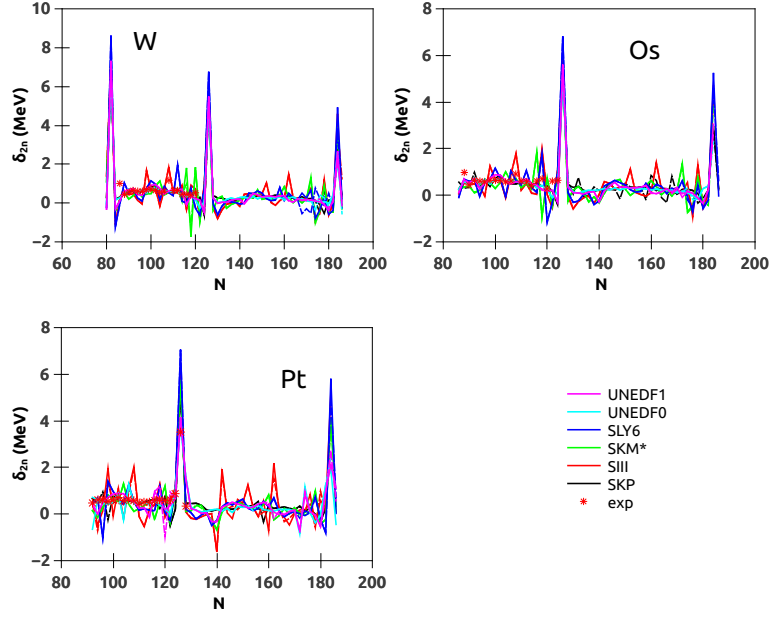 W
δ2n (MeV)
10
8
6
4
2
0
−2
60 80 100 120 140 160 180 200
N
Os
δ2n (MeV)
8
6
4
2
0
−2
80 100 120 140 160 180 200
N
Pt
δ2n (MeV)
8
6
4
2
0
−2
80 100 120 140 160 180 200
N
UNEDF1
UNEDF0
SLY6
SKM*
SIII
SKP
exp